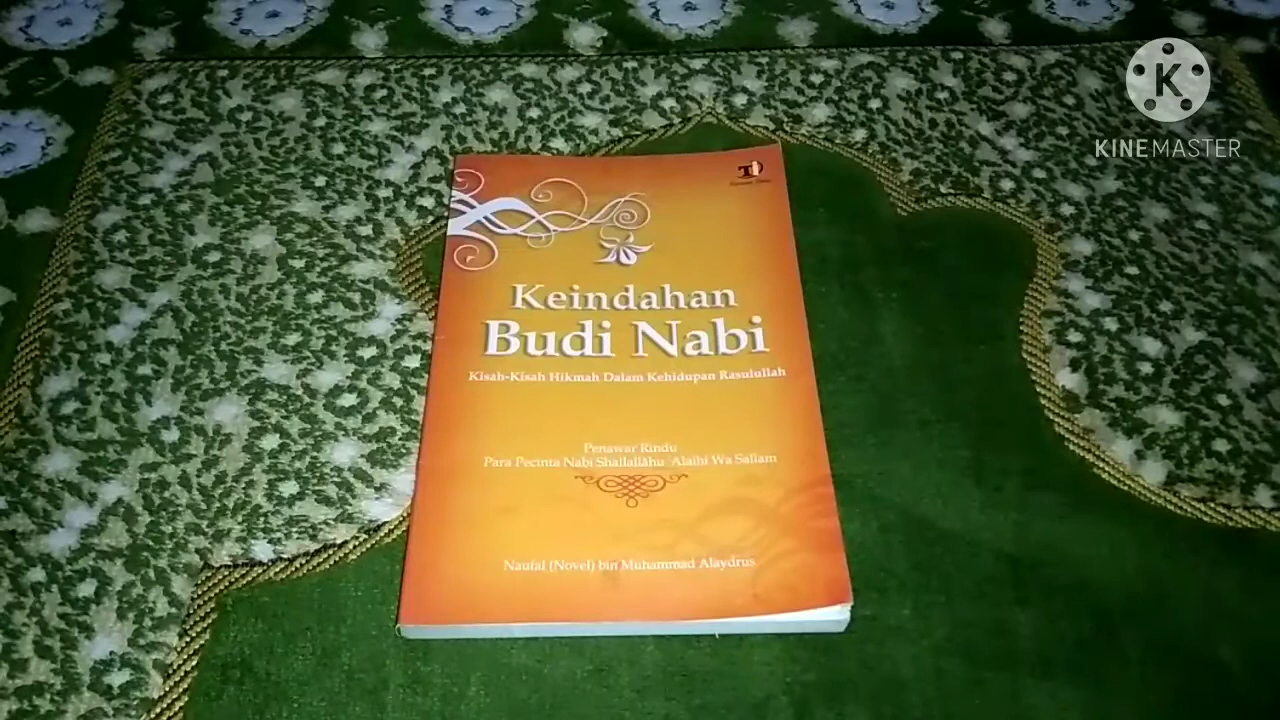 K
KINEMASTER
Keindahan
Budi Nabi
Kisah-Kisah Hikmah Dalam Kehidupan Rasulullah
Penawar Rindu
Para Pecinta Nabi Shallallâhu 'Alaihi Wa Sallam
Naufal (Novel) bin Muhammad Alaydrus